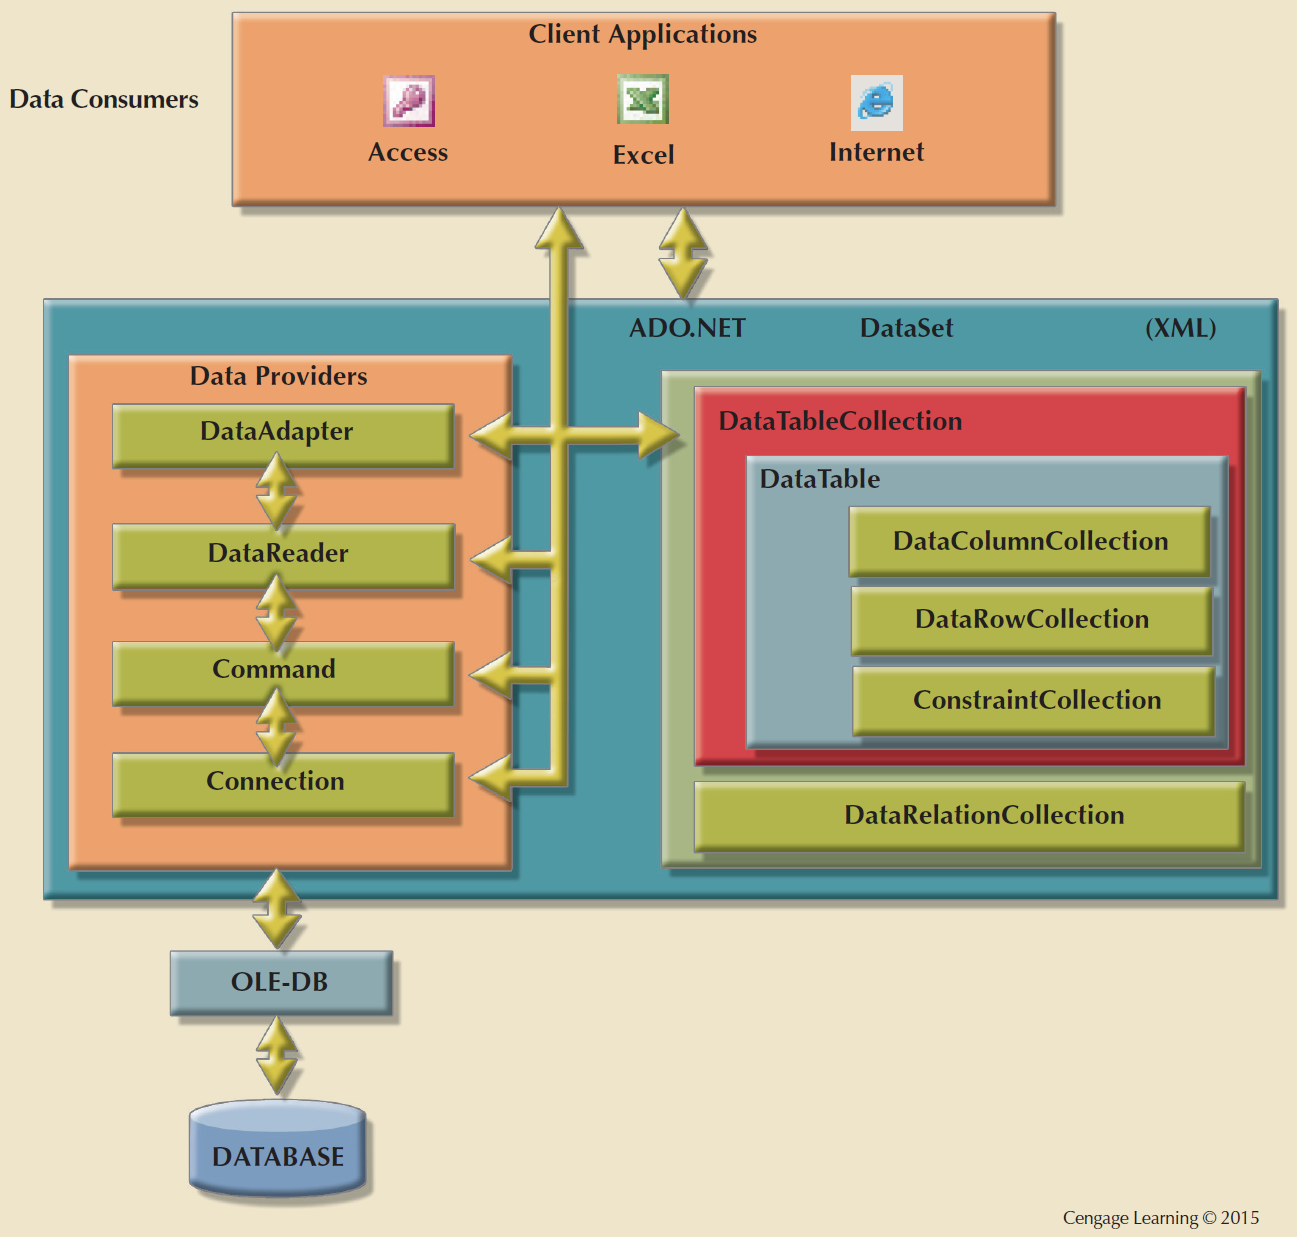 Client Applications
Data Consumers
Access
Excel
Internet
ADO.NET DataSet (XML)
Data Providers
DataAdapter
DataReader
Command
Connection
DataTableCollection
DataTable
DataColumnCollection
DataRowCollection
ConstraintCollection
DataRelationCollection
OLE-DB
DATABASE
Cengage Learning © 2015